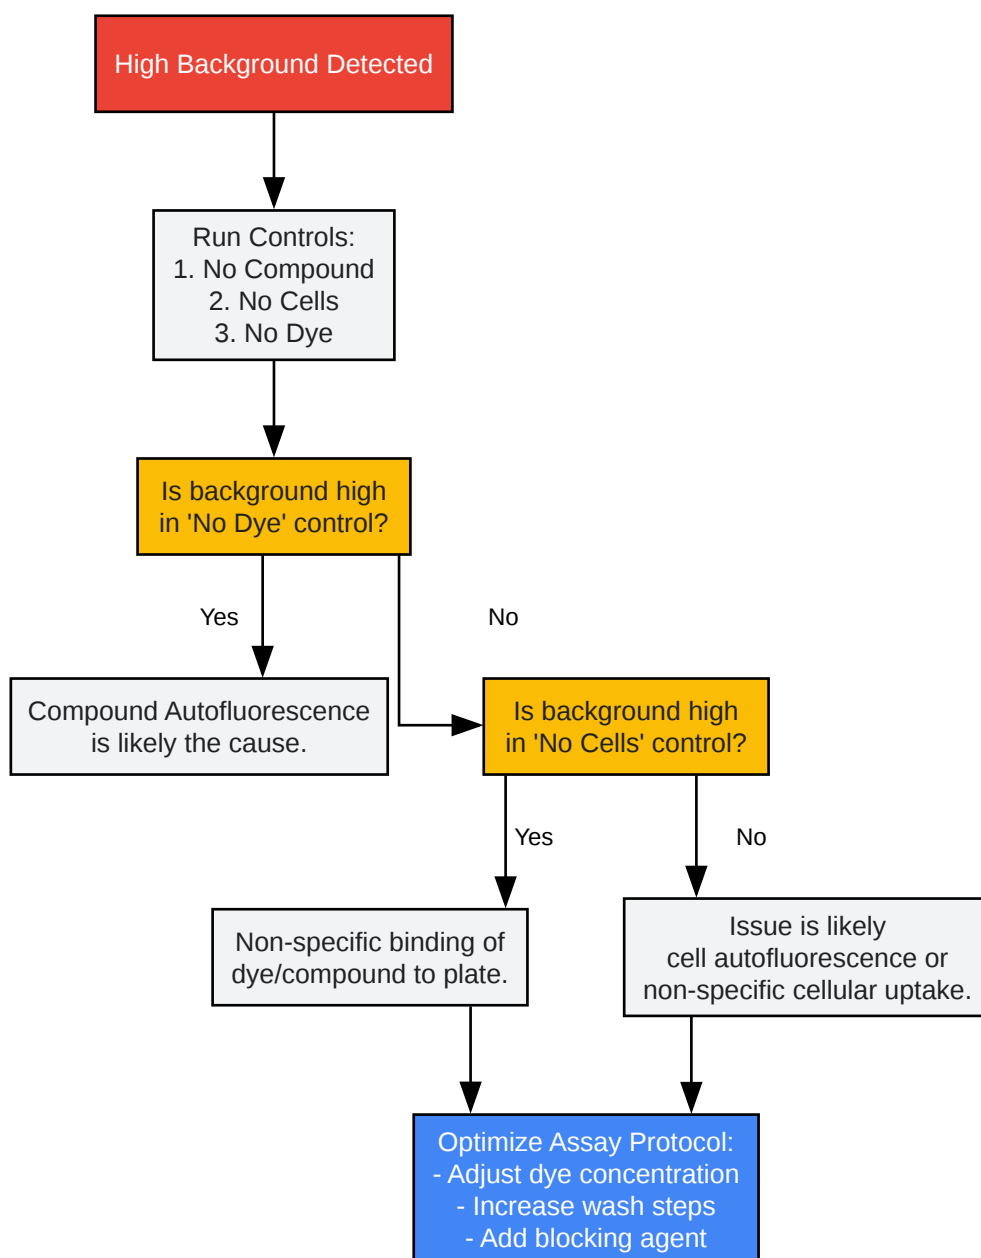 High Background Detected
Run Controls:
1. No Compound
2. No Cells
3. No Dye
Is background high
in 'No Dye' control?
Yes
No
Compound Autofluorescence
is likely the cause.
Is background high
in 'No Cells' control?
Yes
No
Non-specific binding of
dye/compound to plate.
Issue is likely
cell autofluorescence or
non-specific cellular uptake.
Optimize Assay Protocol:
- Adjust dye concentration
- Increase wash steps
- Add blocking agent